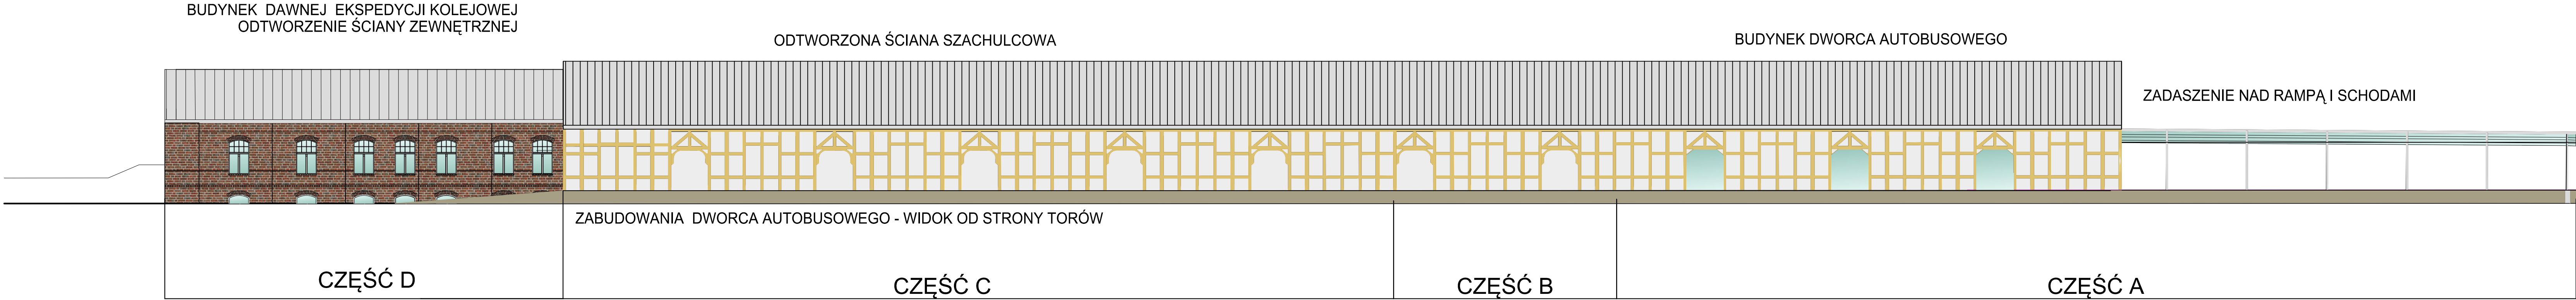 BUDYNEK DAWNEJ EKSPEDYCJI KOLEJOWEJ
ODTWORZENIE ŚCIANY ZEWNĘTRZNEJ
ODTWORZONA ŚCIANA SZACHULCOWA
BUDYNEK DWORCA AUTOBUSOWEGO
ZADASZENIE NAD RAMPĄ I SCHODAMI
ZABUDOWANIA DWORCA AUTOBUSOWEGO - WIDOK OD STRONY TORÓW
CZĘŚĆ D
CZĘŚĆ C
CZĘŚĆ B
CZĘŚĆ A